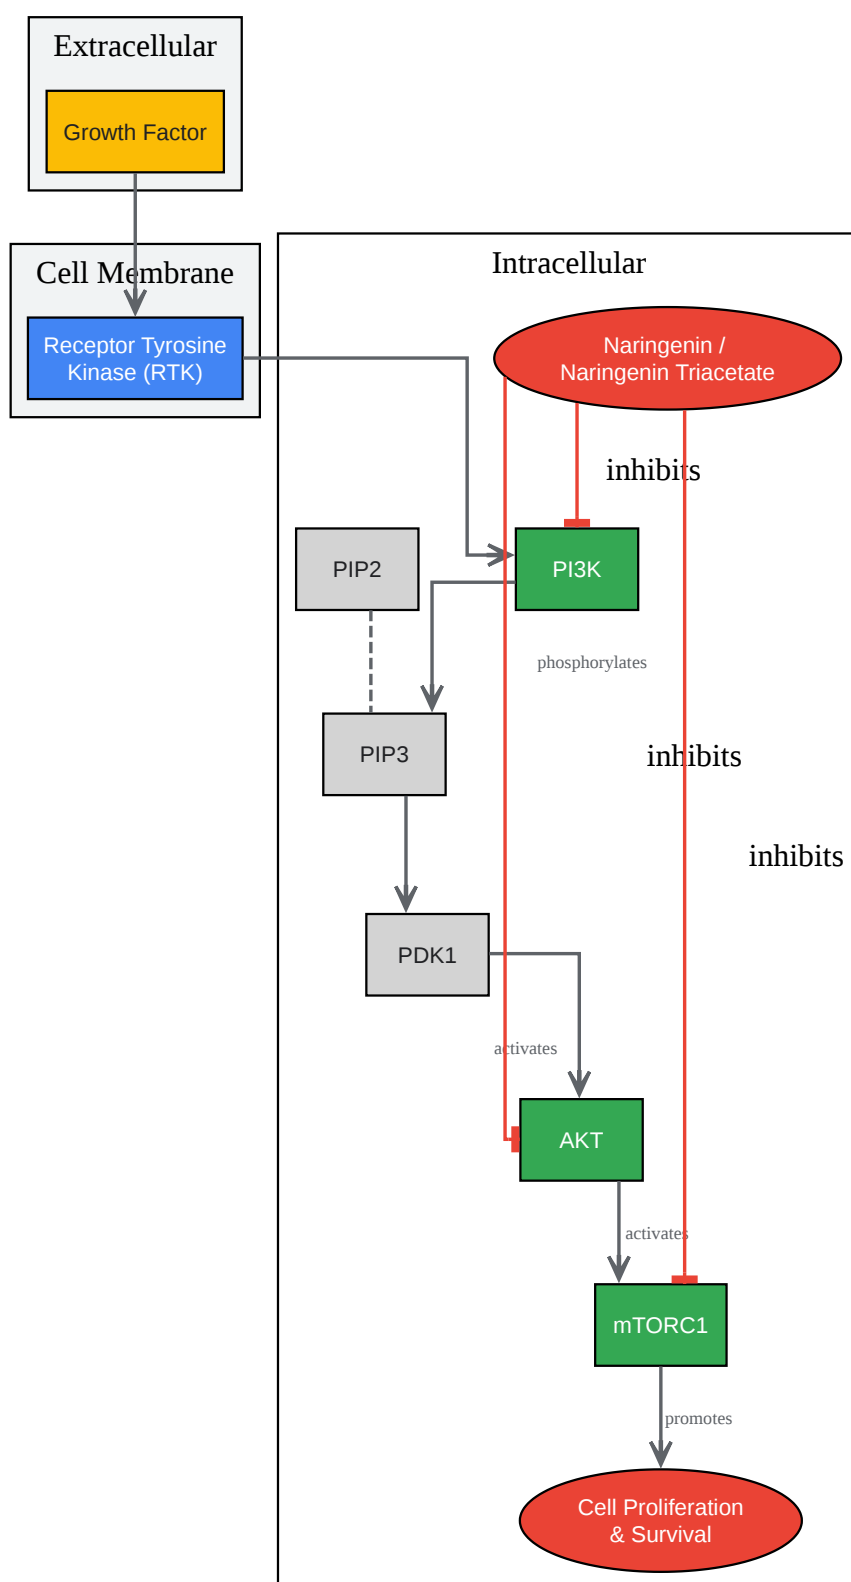 Extracellular
Growth Factor
Cell Membrane
Receptor Tyrosine
Kinase (RTK)
Intracellular
Naringenin /
Naringenin Triacetate
inhibits
PIP2
PI3K
phosphorylates
PIP3
inhibits
inhibits
PDK1
activates
AKT
activates
mTORC1
promotes
Cell Proliferation
& Survival